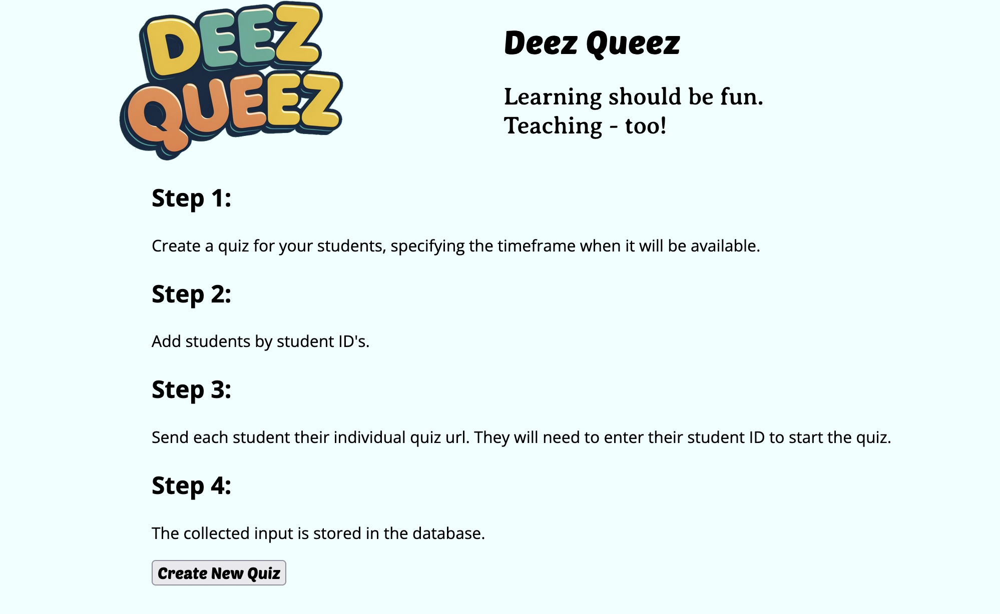 DEEZ
QUEEZ
Deez Queez
Learning should be fun.
Teaching - too!
Step 1:
Create a quiz for your students, specifying the timeframe when it will be available.
Step 2:
Add students by student ID's.
Step 3:
Send each student their individual quiz url. They will need to enter their student ID to start the quiz.
Step 4:
The collected input is stored in the database.
Create New Quiz